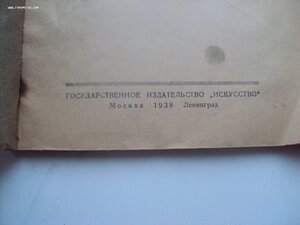 ГОСУДАРСТВЕННОЕ ИЗДАТЕЛЬСТВО „ИСКУССТВО"
Москва 1938 Ленинград